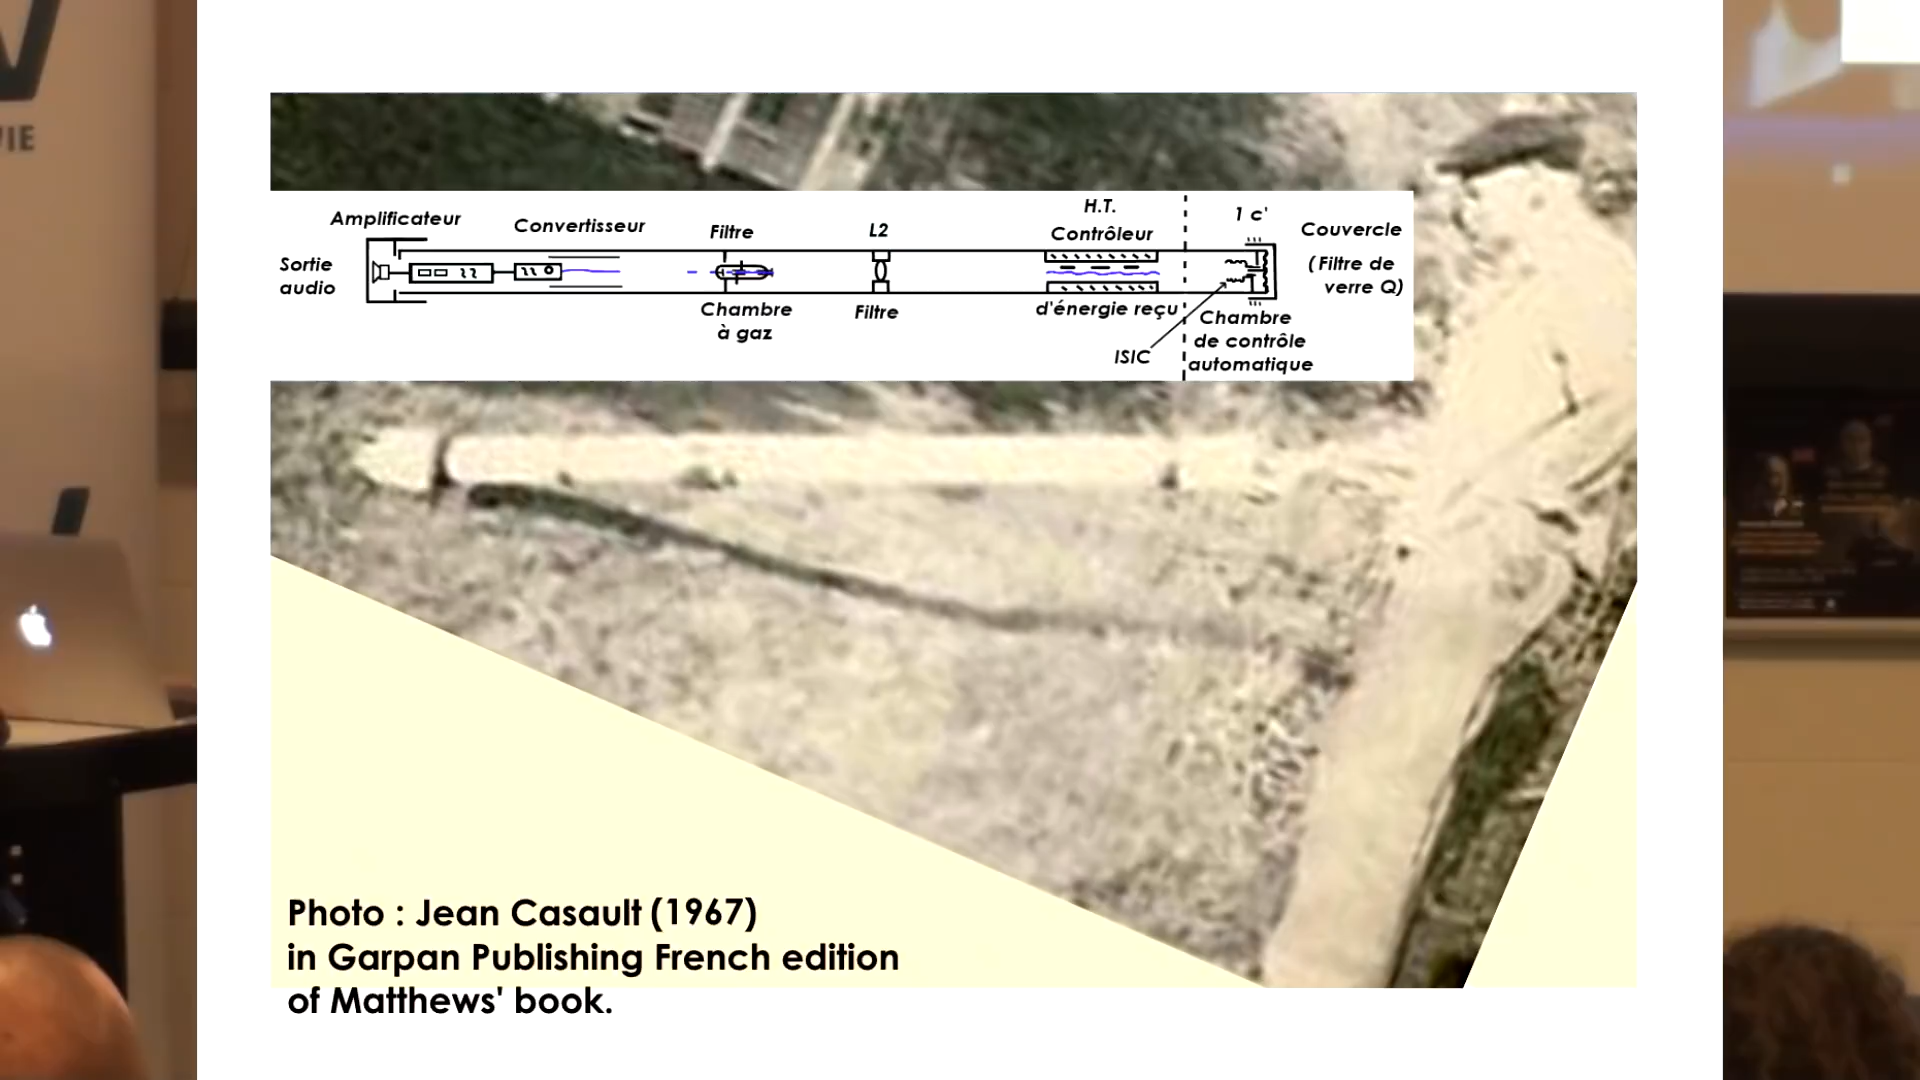 VIE
Amplificateur
Convertisseur
Filtre
L2
H.T.
Contrôleur
1 c'
Couvercle
(Filtre de
verre Q)
Sortie
audio
Chambre
à gaz
Filtre
d'énergie reçu
ISIC
Chambre
de contrôle
automatique
Photo : Jean Casault (1967)
in Garpan Publishing French edition
of Matthews' book.